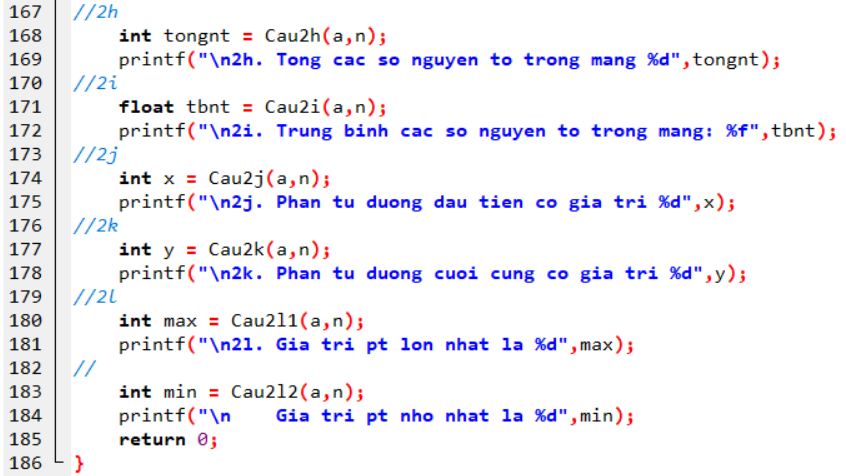 167 //2h
168 int tongnt = Cau2h(a,n);
169 printf("\n2h. Tong cac so nguyen to trong mang %d",tongnt);
170 //2i
171 float tbnt = Cau2i(a,n);
172 printf("\n2i. Trung binh cac so nguyen to trong mang: %f",tbnt);
173 //2j
174 int x = Cau2j(a,n);
175 printf("\n2j. Phan tu duong dau tien co gia tri %d",x);
176 //2k
177 int y = Cau2k(a,n);
178 printf("\n2k. Phan tu duong cuoi cung co gia tri %d",y);
179 //2l
180 int max = Cau2l1(a,n);
181 printf("\n2l. Gia tri pt lon nhat la %d",max);
182 //
183 int min = Cau2l2(a,n);
184 printf("\n    Gia tri pt nho nhat la %d",min);
185 return 0;
186 }